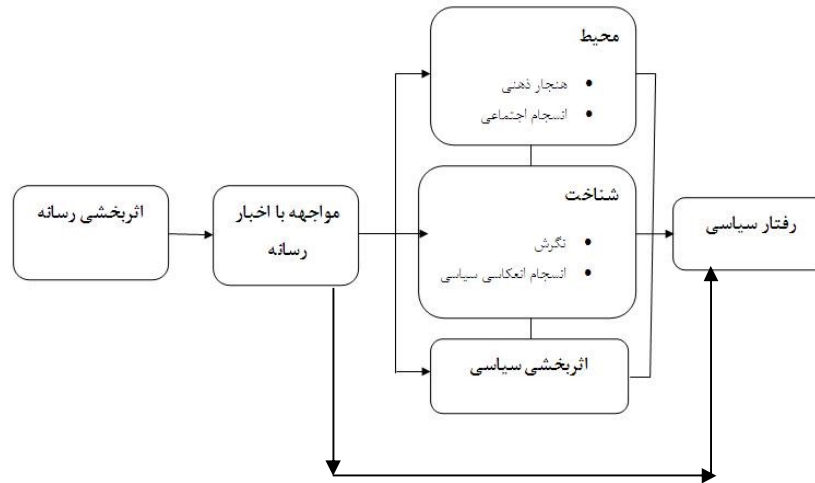 محیط
• هنجار ذهنی
• انسجام اجتماعی
اثربخشی رسانه
مواجهه با اخبار
رسانه
شناخت
• نگرش
• انسجام انعکاسی سیاسی
رفتار سیاسی
اثربخشی سیاسی